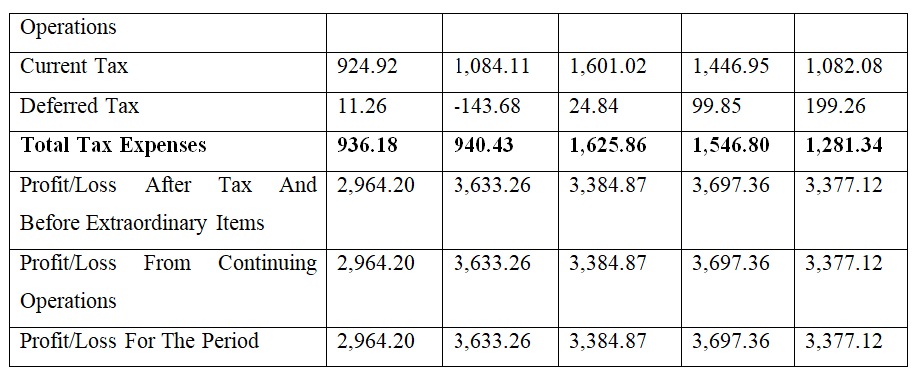 Operations
Current Tax 924.92 1,084.11 1,601.02 1,446.95 1,082.08
Deferred Tax 11.26 -143.68 24.84 99.85 199.26
Total Tax Expenses 936.18 940.43 1,625.86 1,546.80 1,281.34
Profit/Loss After Tax And 2,964.20 3,633.26 3,384.87 3,697.36 3,377.12
Before Extraordinary Items
Profit/Loss From Continuing 2,964.20 3,633.26 3,384.87 3,697.36 3,377.12
Operations
Profit/Loss For The Period 2,964.20 3,633.26 3,384.87 3,697.36 3,377.12